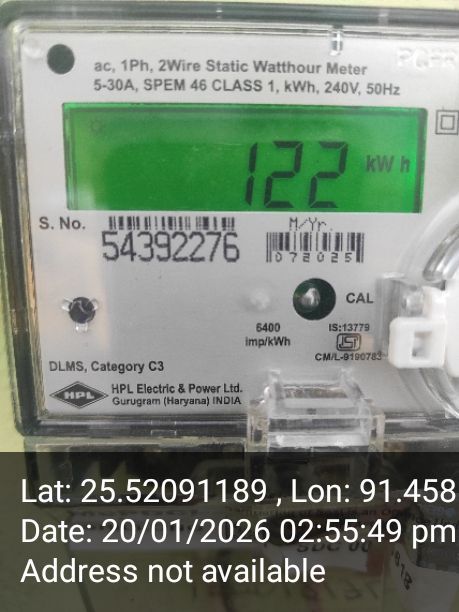 ac, 1Ph, 2Wire Static Watthour Meter
5-30A, SPEM 46 CLASS 1, kWh, 240V, 50Hz
122 kW h
S. No. 54392276
M/Yr.
072025
CAL
6400
imp/kWh
IS:13779
CM/L-9190783
DLMS, Category C3
HPL
HPL Electric & Power Ltd.
Gurugram (Haryana) INDIA
Lat: 25.52091189 , Lon: 91.458
Date: 20/01/2026 02:55:49 pm
Address not available